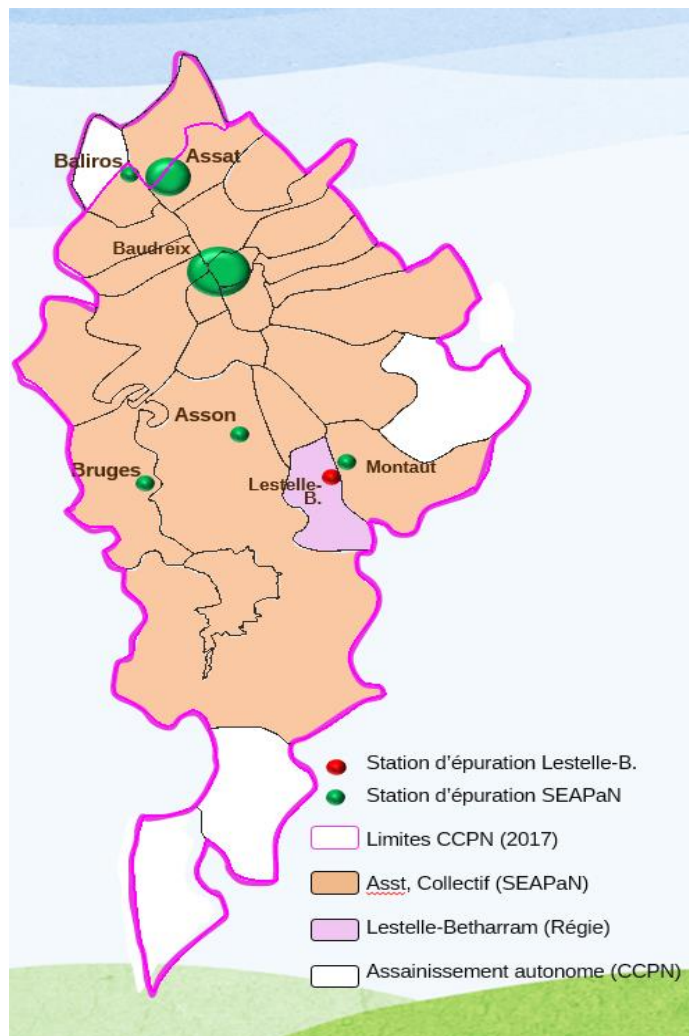 Baliros
Assat
Baudreix
Asson
Bruges
Lestelle-
B.
Montaut
Station d'épuration Lestelle-B.
Station d'épuration SEAPaN
Limites CCPN (2017)
Asst, Collectif (SEAPaN)
Lestelle-Betharram (Régie)
Assainissement autonome (CCPN)